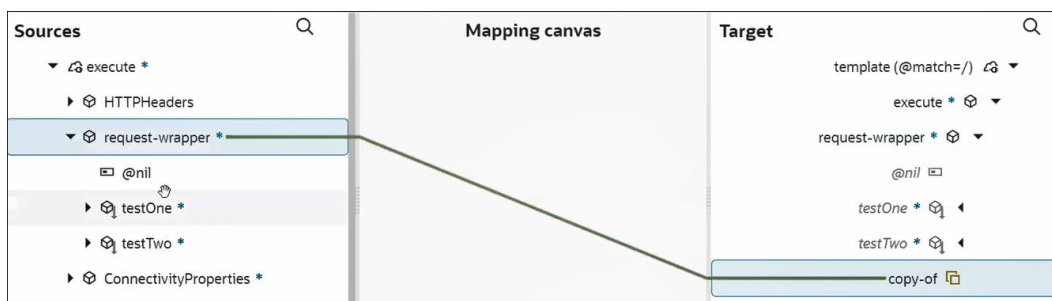 Sources
Mapping canvas
Target
execute *
template (@match=/)
HTTPHeaders
execute *
request-wrapper *
request-wrapper *
@nil
@nil
testOne *
testOne *
testTwo *
testTwo *
ConnectivityProperties *
copy-of